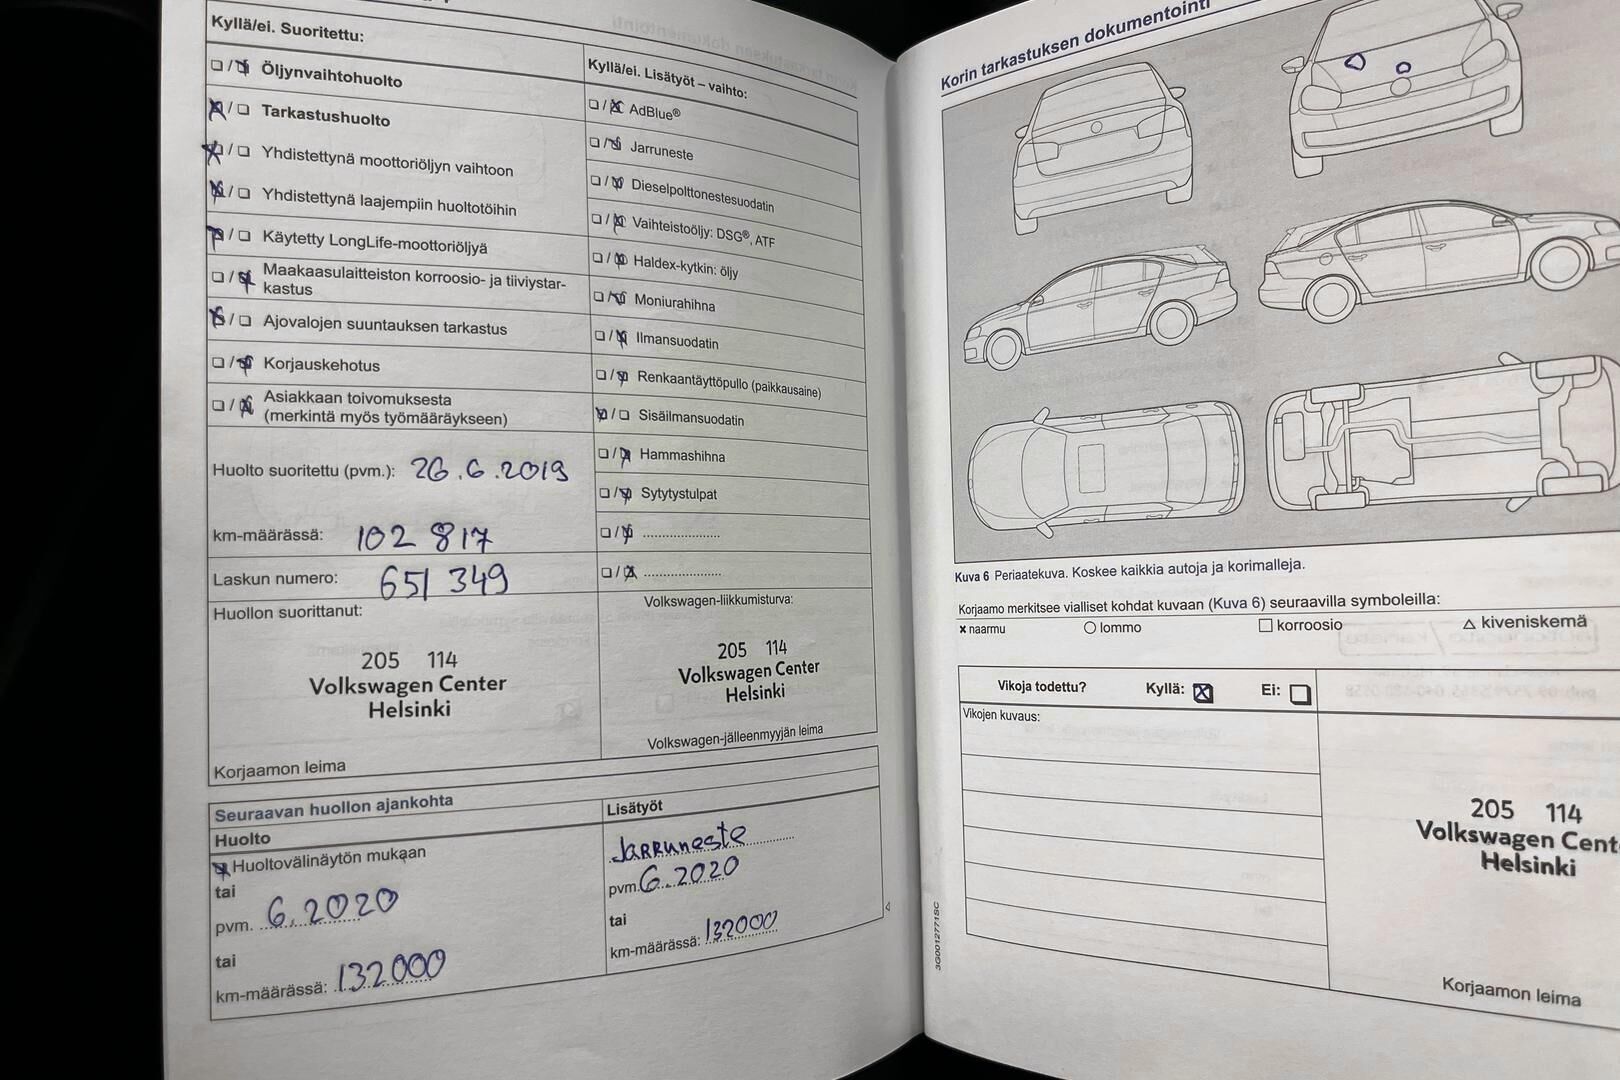 Kyllä/ei. Suoritettu:
☐/☒ Öljynvaihtohuolto
☒/☐ Tarkastushuolto
☒/☐ Yhdistettynä moottoriöljyn vaihtoon
☒/☐ Yhdistettynä laajempiin huoltotöihin
☒/☐ Käytetty LongLife-moottoriöljyä
☐/☒ Maakaasulaitteiston korroosio- ja tiiviystar-
kastus
☒/☐ Ajovalojen suuntauksen tarkastus
☐/☒ Korjauskehotus
☐/☒ Asiakkaan toivomuksesta
(merkintä myös työmääräykseen)
Huolto suoritettu (pvm.): 26.6.2019
km-määrässä: 102 817
Laskun numero: 651 349
Huollon suorittanut:
205 114
Volkswagen Center
Helsinki
Korjaamon leima
Kyllä/ei. Lisätyöt – vaihto:
☐/☒ AdBlue®
☐/☒ Jarruneste
☐/☒ Dieselpolttonestesuodatin
☐/☒ Vaihteistoöljy: DSG®, ATF
☐/☒ Haldex-kytkin: öljy
☐/☒ Moniurahihna
☐/☒ Ilmansuodatin
☐/☒ Renkaantäyttöpullo (paikkausaine)
☒/☐ Sisäilmansuodatin
☐/☒ Hammashihna
☐/☒ Sytytystulpat
☐/☒ ....................
☐/☒ ....................
Volkswagen-liikkumisturva:
205 114
Volkswagen Center
Helsinki
Volkswagen-jälleenmyyjän leima
Seuraavan huollon ajankohta
Huolto
☒ Huoltovälinäytön mukaan
tai
pvm. 6.2020
tai
km-määrässä: 132000
Lisätyöt
Jarruneste
pvm. 6.2020
tai
km-määrässä: 132000
Korin tarkastuksen dokumentointi
Kuva 6 Periaatekuva. Koskee kaikkia autoja ja korimalleja.
Korjaamo merkitsee vialliset kohdat kuvaan (Kuva 6) seuraavilla symboleilla:
x naarmu ○ lommo ☐ korroosio △ kiveniskemä
Vikoja todettu? Kyllä: ☒ Ei: ☐
Vikojen kuvaus:
205 114
Volkswagen Cent
Helsinki
Korjaamon leima
3G0012771SC